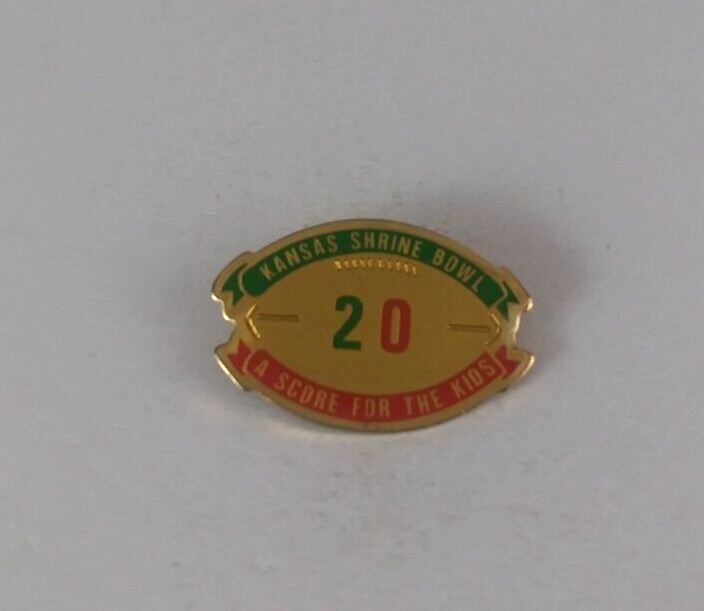 KANSAS SHRINE BOWL
20
A SCORE FOR THE KIDS